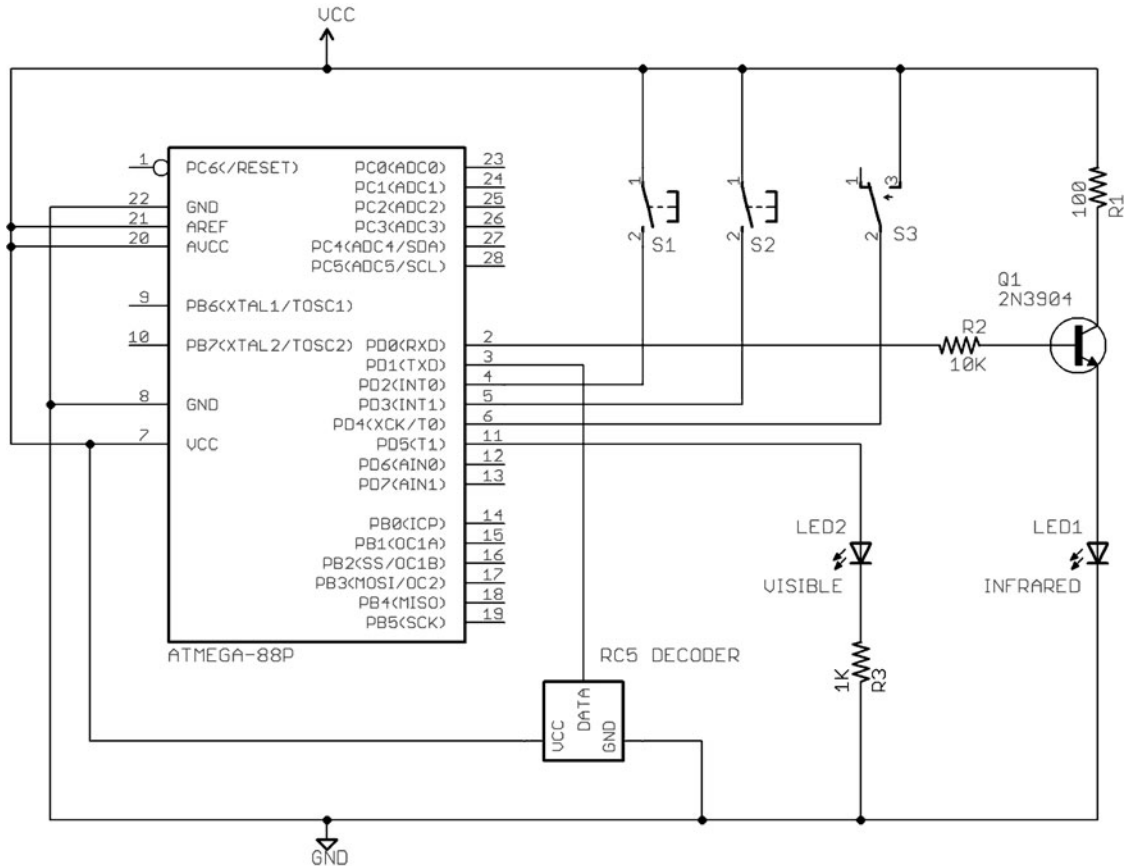 VCC
1 PC6(/RESET)
22 GND
21 AREF
20 AVCC
9 PB6(XTAL1/TOSC1)
10 PB7(XTAL2/TOSC2)
8 GND
7 VCC
PC0(ADC0) 23
PC1(ADC1) 24
PC2(ADC2) 25
PC3(ADC3) 26
PC4(ADC4/SDA) 27
PC5(ADC5/SCL) 28
PD0(RXD) 2
PD1(TXD) 3
PD2(INT0) 4
PD3(INT1) 5
PD4(XCK/T0) 6
PD5(T1) 11
PD6(AIN0) 12
PD7(AIN1) 13
PB0(ICP) 14
PB1(OC1A) 15
PB2(SS/OC1B) 16
PB3(MOSI/OC2) 17
PB4(MISO) 18
PB5(SCK) 19
ATMEGA-88P
1
2 S1
1
2 S2
1 3
2 S3
100
R1
Q1
2N3904
R2
10K
LED2
VISIBLE
LED1
INFRARED
1K
R3
RC5 DECODER
VCC
DATA
GND
GND